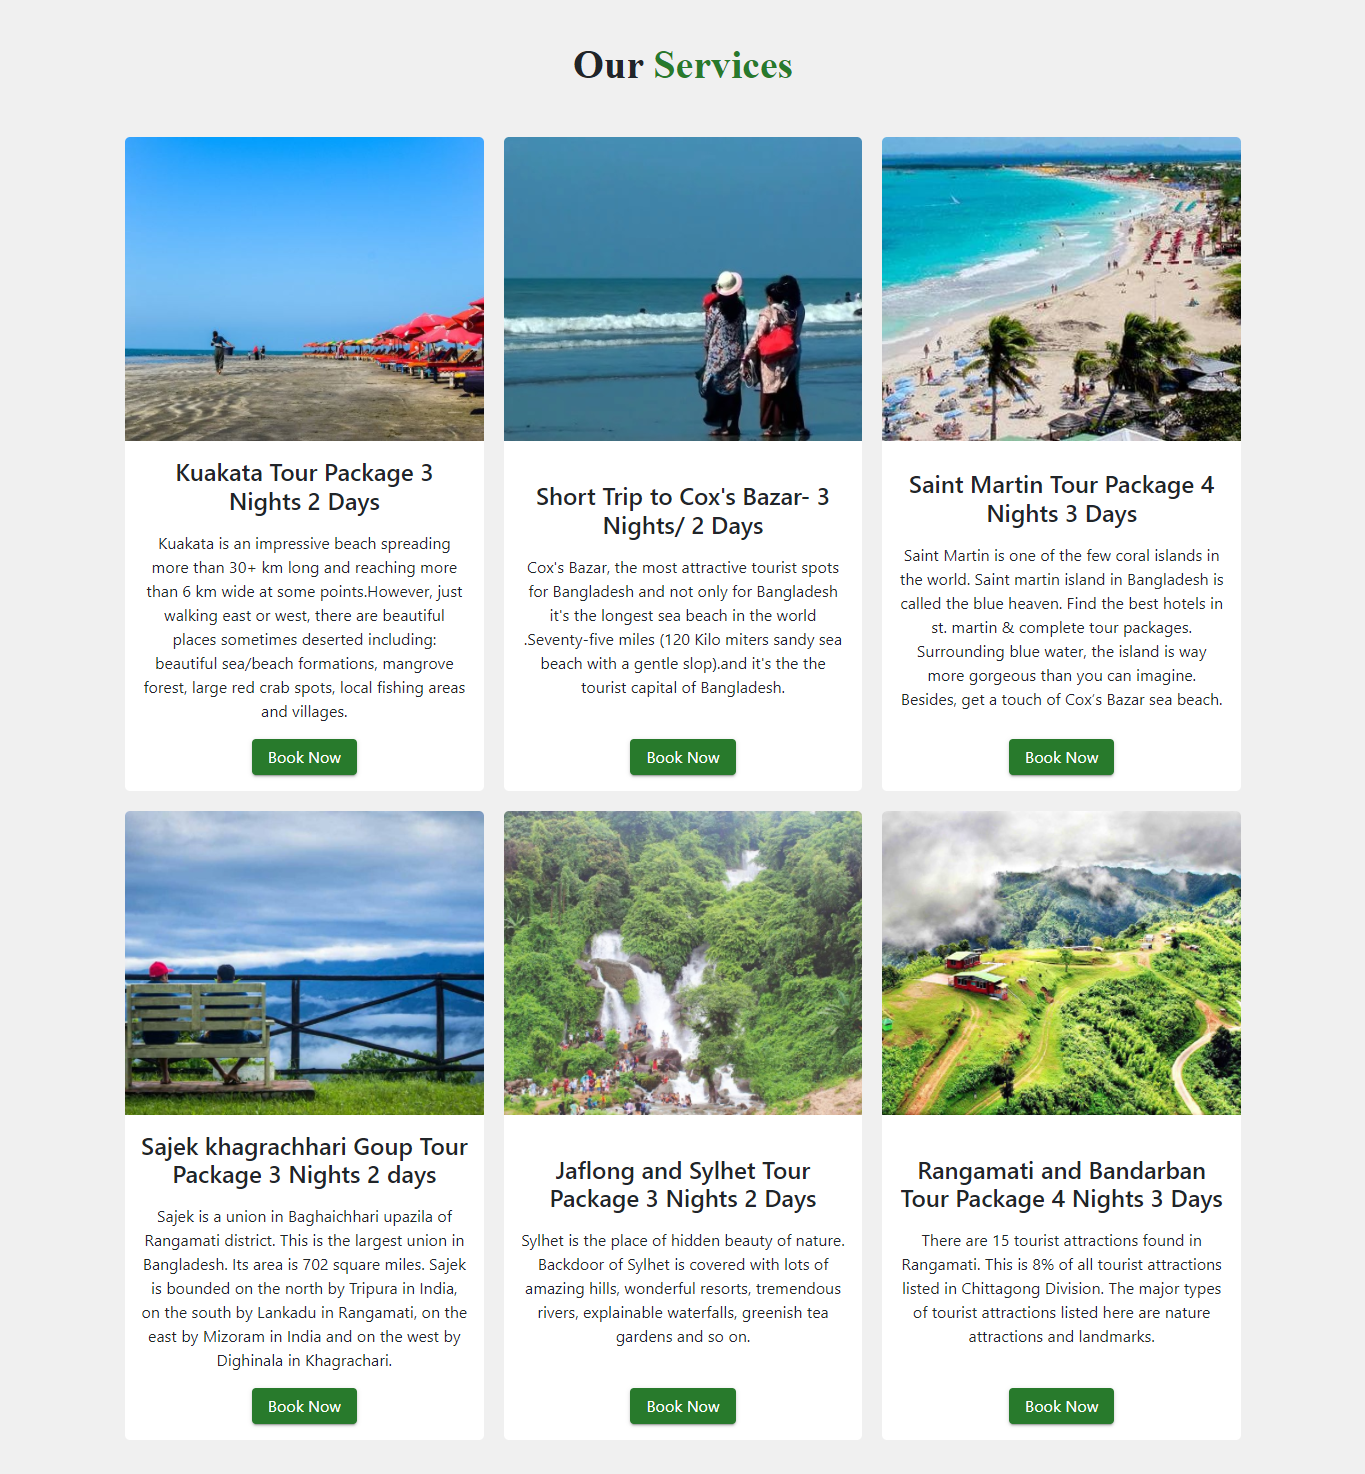 Our Services
Kuakata Tour Package 3
Nights 2 Days
Kuakata is an impressive beach spreading
more than 30+ km long and reaching more
than 6 km wide at some points.However, just
walking east or west, there are beautiful
places sometimes deserted including:
beautiful sea/beach formations, mangrove
forest, large red crab spots, local fishing areas
and villages.
Book Now
Short Trip to Cox's Bazar- 3
Nights/ 2 Days
Cox's Bazar, the most attractive tourist spots
for Bangladesh and not only for Bangladesh
it's the longest sea beach in the world
.Seventy-five miles (120 Kilo miters sandy sea
beach with a gentle slop).and it's the the
tourist capital of Bangladesh.
Book Now
Saint Martin Tour Package 4
Nights 3 Days
Saint Martin is one of the few coral islands in
the world. Saint martin island in Bangladesh is
called the blue heaven. Find the best hotels in
st. martin & complete tour packages.
Surrounding blue water, the island is way
more gorgeous than you can imagine.
Besides, get a touch of Cox’s Bazar sea beach.
Book Now
Sajek khagrachhari Goup Tour
Package 3 Nights 2 days
Sajek is a union in Baghaichhari upazila of
Rangamati district. This is the largest union in
Bangladesh. Its area is 702 square miles. Sajek
is bounded on the north by Tripura in India,
on the south by Lankadu in Rangamati, on the
east by Mizoram in India and on the west by
Dighinala in Khagrachari.
Book Now
Jaflong and Sylhet Tour
Package 3 Nights 2 Days
Sylhet is the place of hidden beauty of nature.
Backdoor of Sylhet is covered with lots of
amazing hills, wonderful resorts, tremendous
rivers, explainable waterfalls, greenish tea
gardens and so on.
Book Now
Rangamati and Bandarban
Tour Package 4 Nights 3 Days
There are 15 tourist attractions found in
Rangamati. This is 8% of all tourist attractions
listed in Chittagong Division. The major types
of tourist attractions listed here are nature
attractions and landmarks.
Book Now